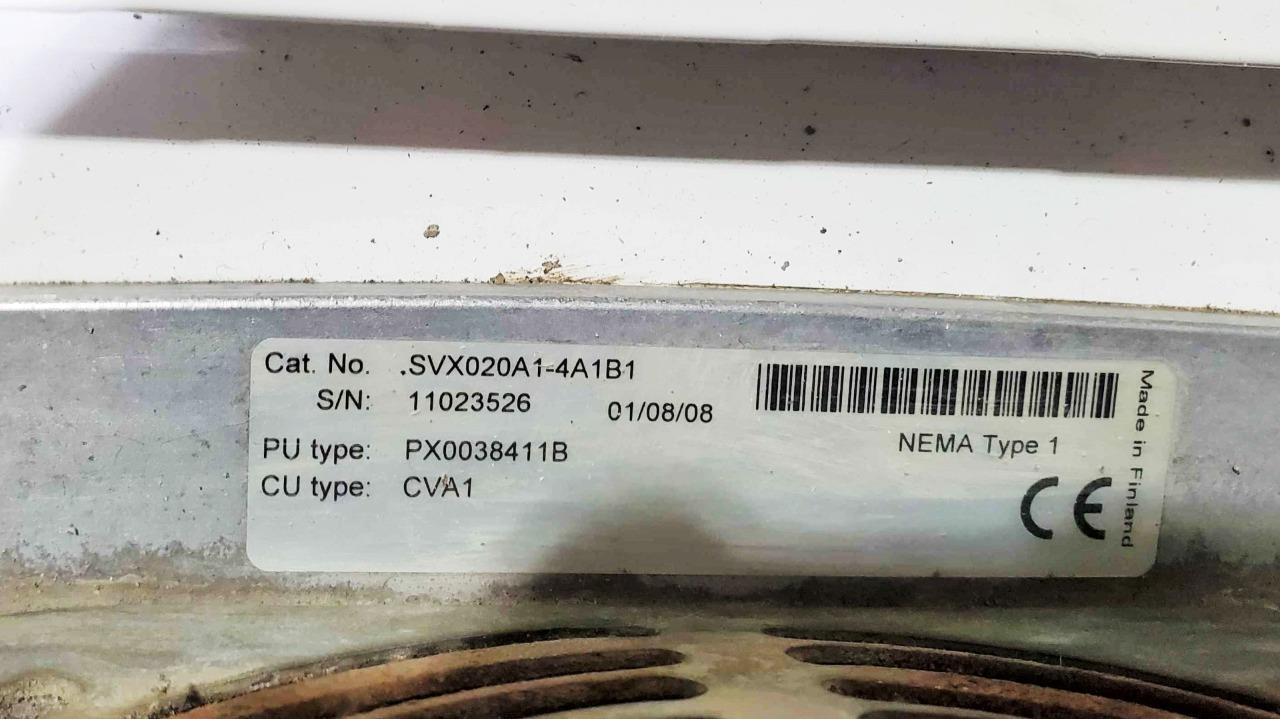 Cat. No. .SVX020A1-4A1B1
S/N: 11023526 01/08/08
PU type: PX0038411B
CU type: CVA1
NEMA Type 1
CE
Made in Finland